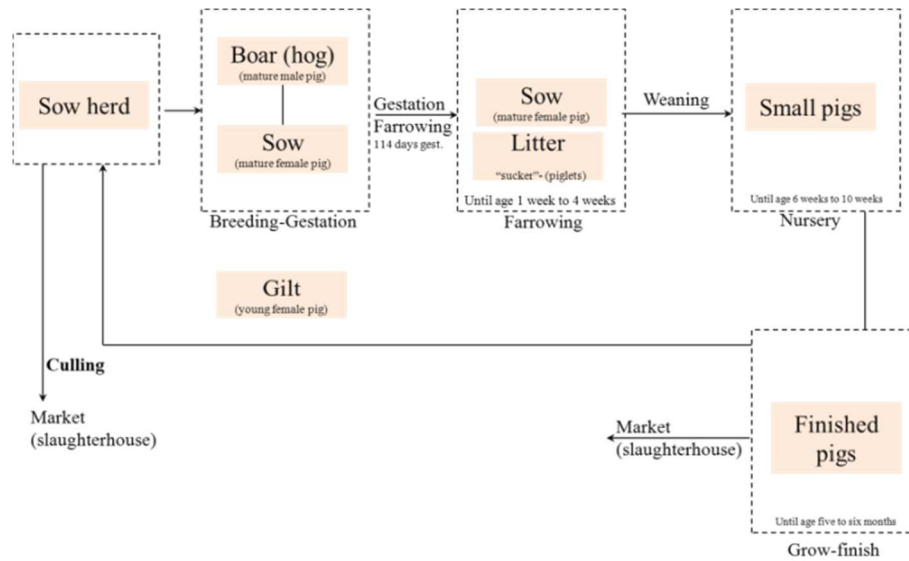 Sow herd
Boar (hog)
(mature male pig)
Sow
(mature female pig)
Breeding-Gestation
Gestation
Farrowing
114 days gest.
Sow
(mature female pig)
Litter
“sucker”- (piglets)
Until age 1 week to 4 weeks
Farrowing
Weaning
Small pigs
Until age 6 weeks to 10 weeks
Nursery
Gilt
(young female pig)
Culling
Market
(slaughterhouse)
Market
(slaughterhouse)
Finished
pigs
Until age five to six months
Grow-finish